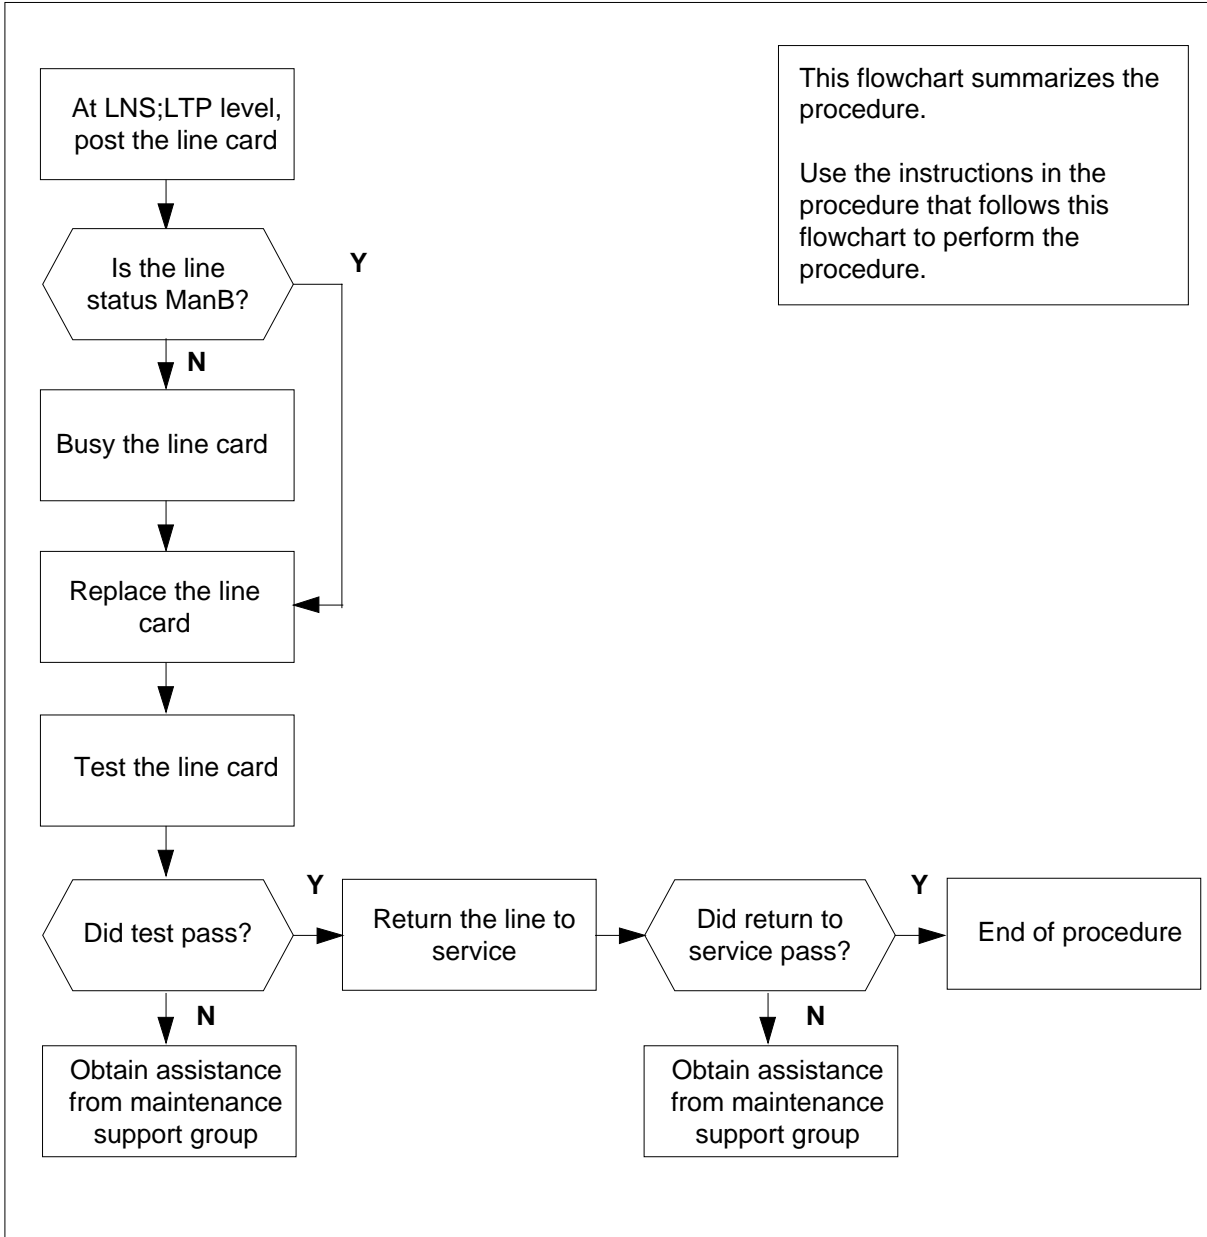 At LNS;LTP level,
post the line card
This flowchart summarizes the
procedure.
Use the instructions in the
procedure that follows this
flowchart to perform the
procedure.
Is the line
status ManB?
Y
N
Busy the line card
Replace the line
card
Test the line card
Did test pass?
Y
Return the line to
service
Did return to
service pass?
Y
End of procedure
N
Obtain assistance
from maintenance
support group
N
Obtain assistance
from maintenance
support group